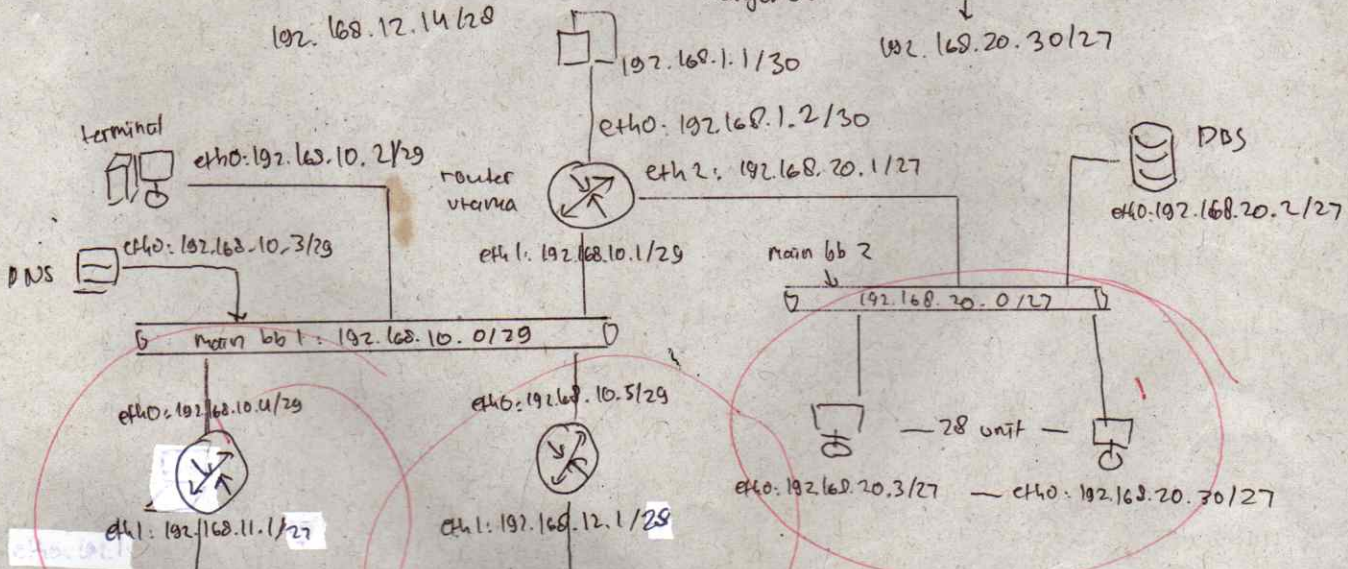 192.168.12.14/28
192.168.20.30/27
192.168.1.1/30
eth0: 192.168.1.2/30
terminal
eth0: 192.168.10.2/29
router
utama
eth2: 192.168.20.1/27
DBS
eth0: 192.168.20.2/27
DNS
eth0: 192.168.10.3/29
eth1: 192.168.10.1/29
main bb 2
192.168.20.0/27
main bb 1: 192.168.10.0/29
eth0: 192.168.10.4/29
eth0: 192.168.10.5/29
— 28 unit —
eth0: 192.168.20.3/27 — eth0: 192.168.20.30/27
eth1: 192.168.11.1/27
eth1: 192.168.12.1/28